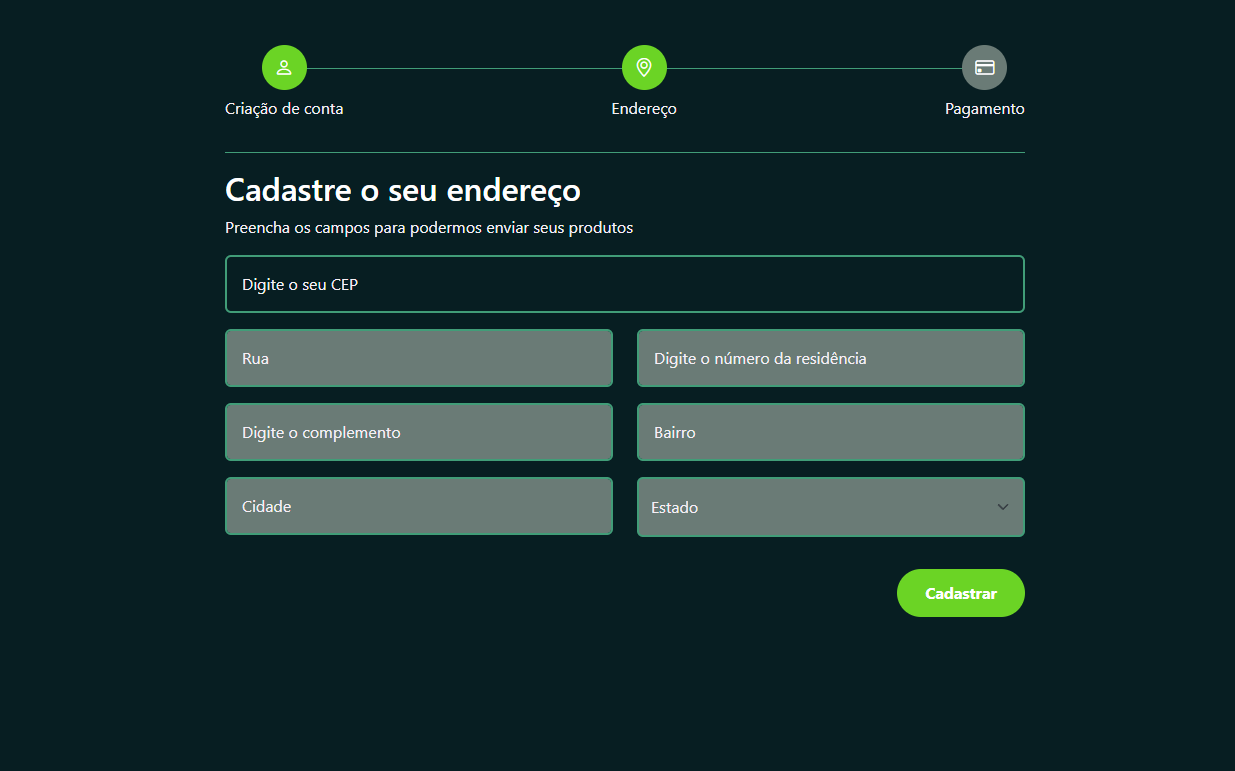 Criação de conta
Endereço
Pagamento
Cadastre o seu endereço
Preencha os campos para podermos enviar seus produtos
Digite o seu CEP
Rua
Digite o número da residência
Digite o complemento
Bairro
Cidade
Estado
Cadastrar